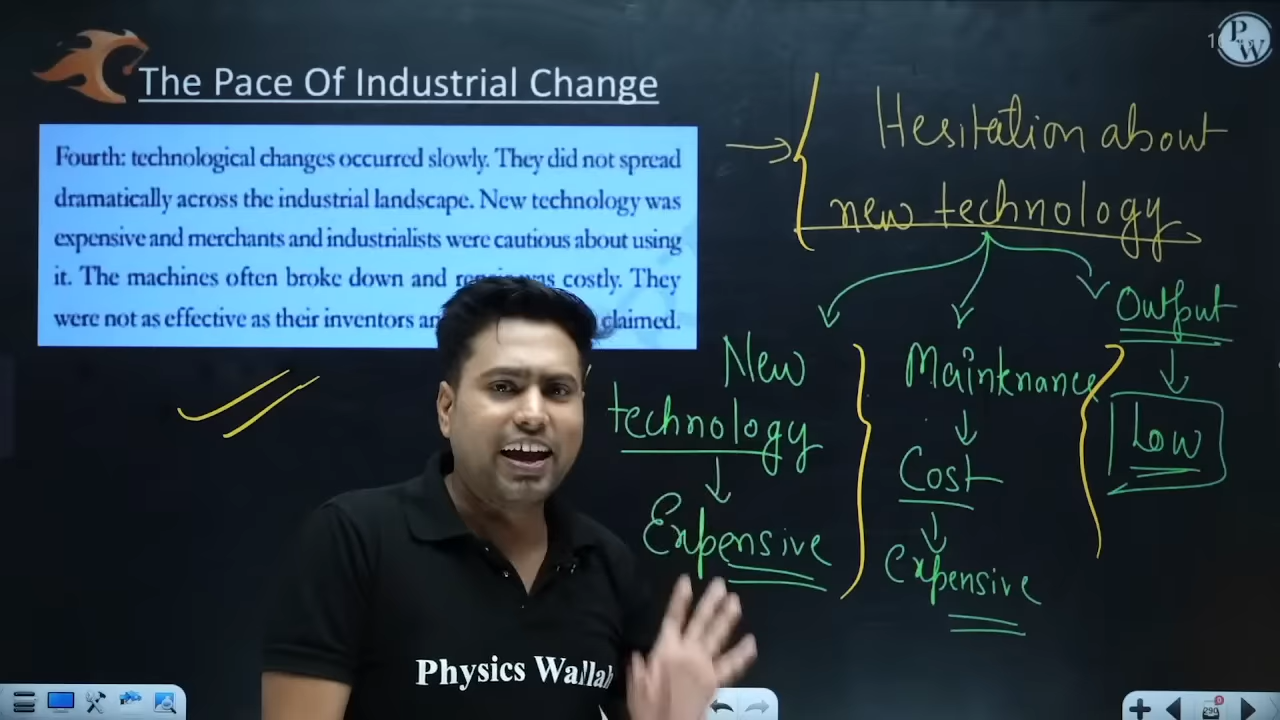 The Pace Of Industrial Change
Fourth: technological changes occurred slowly. They did not spread
dramatically across the industrial landscape. New technology was
expensive and merchants and industrialists were cautious about using
it. The machines often broke down and was costly. They
were not as effective as their inventors claimed.
Hesitation about
new technology
New
technology
Expensive
Maintenance
Cost
Expensive
Output
Low
Physics Wallah
PW
290